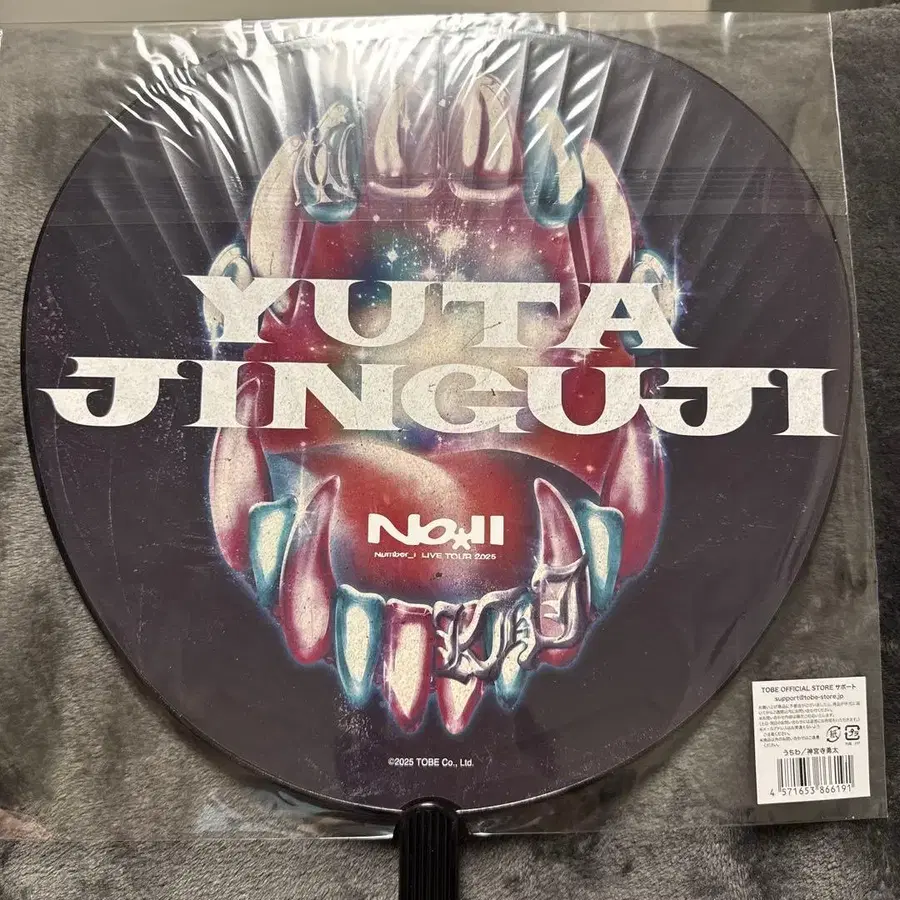 YUTA
JINGUJI
No.II
Number_i LIVE TOUR 2025
©2025 TOBE Co., Ltd.
TOBE OFFICIAL STORE サポート
support@tobe-store.jp
うちわ/神宮寺勇太
4 571653 866191